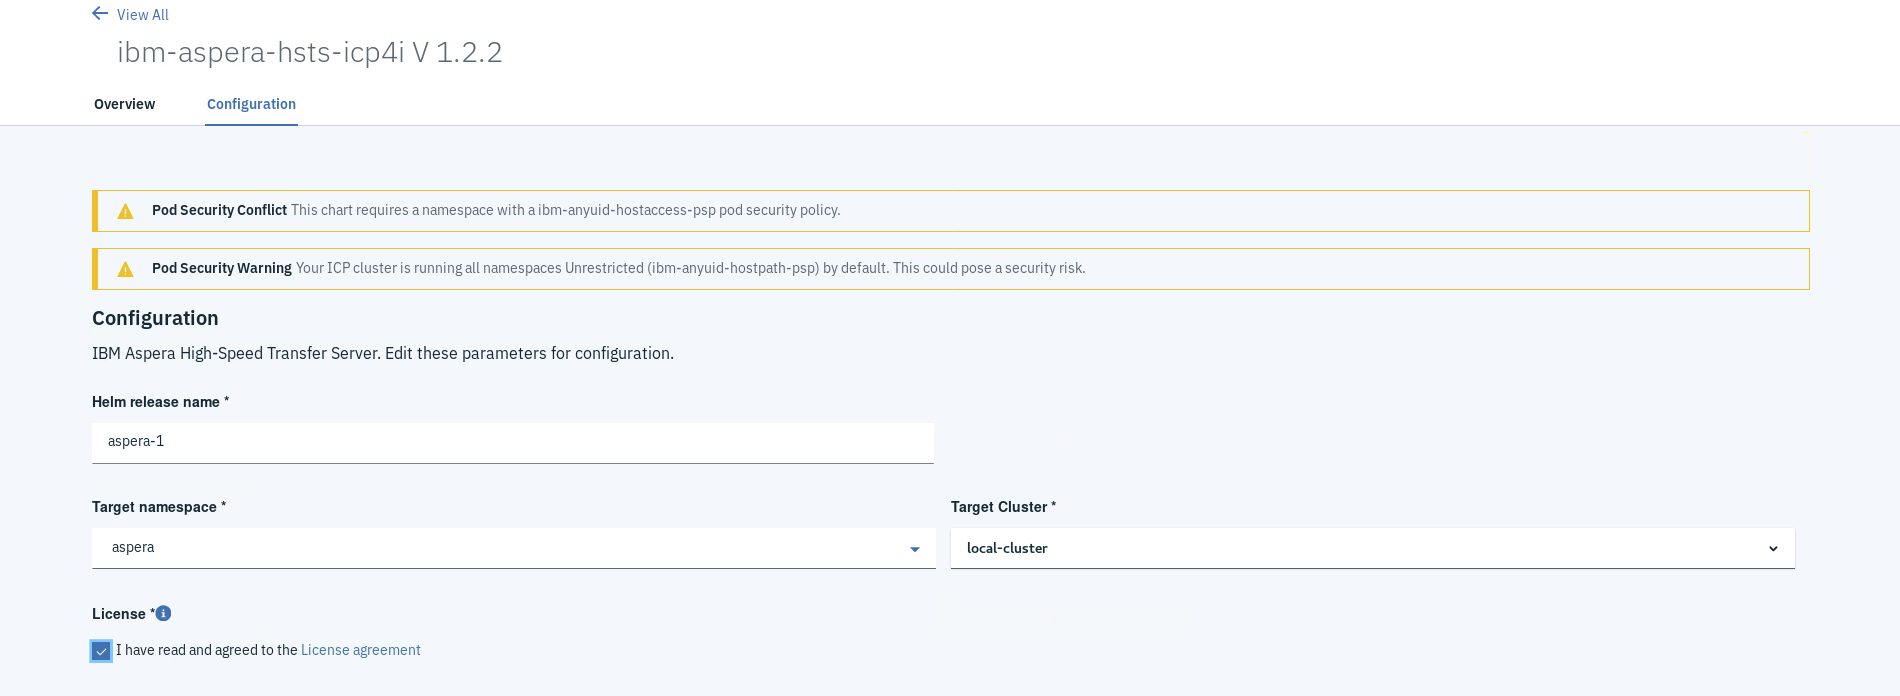 View All
ibm-aspera-hsts-icp4i V 1.2.2
Overview Configuration
Pod Security Conflict This chart requires a namespace with a ibm-anyuid-hostaccess-psp pod security policy.
Pod Security Warning Your ICP cluster is running all namespaces Unrestricted (ibm-anyuid-hostpath-psp) by default. This could pose a security risk.
Configuration
IBM Aspera High-Speed Transfer Server. Edit these parameters for configuration.
Helm release name *
aspera-1
Target namespace * Target Cluster *
aspera local-cluster
License *
I have read and agreed to the License agreement